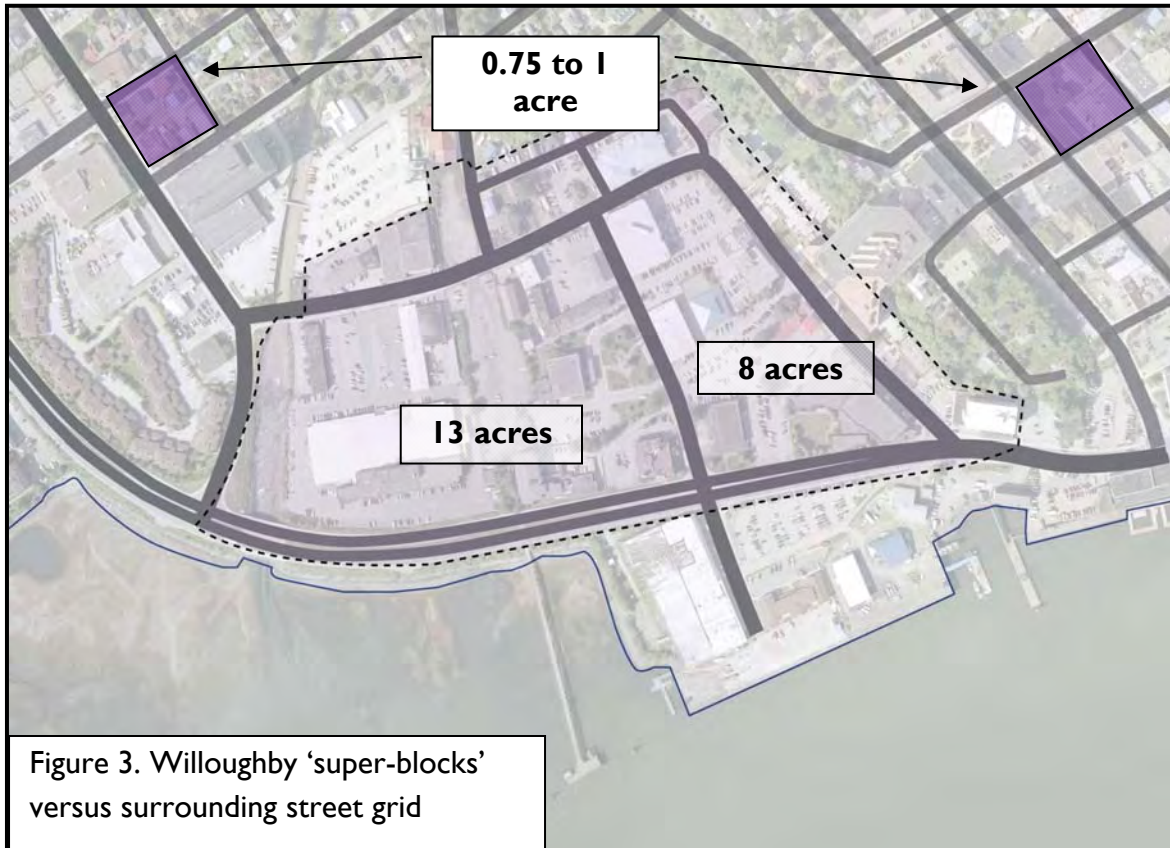 0.75 to 1
acre
8 acres
13 acres
Figure 3. Willoughby ‘super-blocks’
versus surrounding street grid